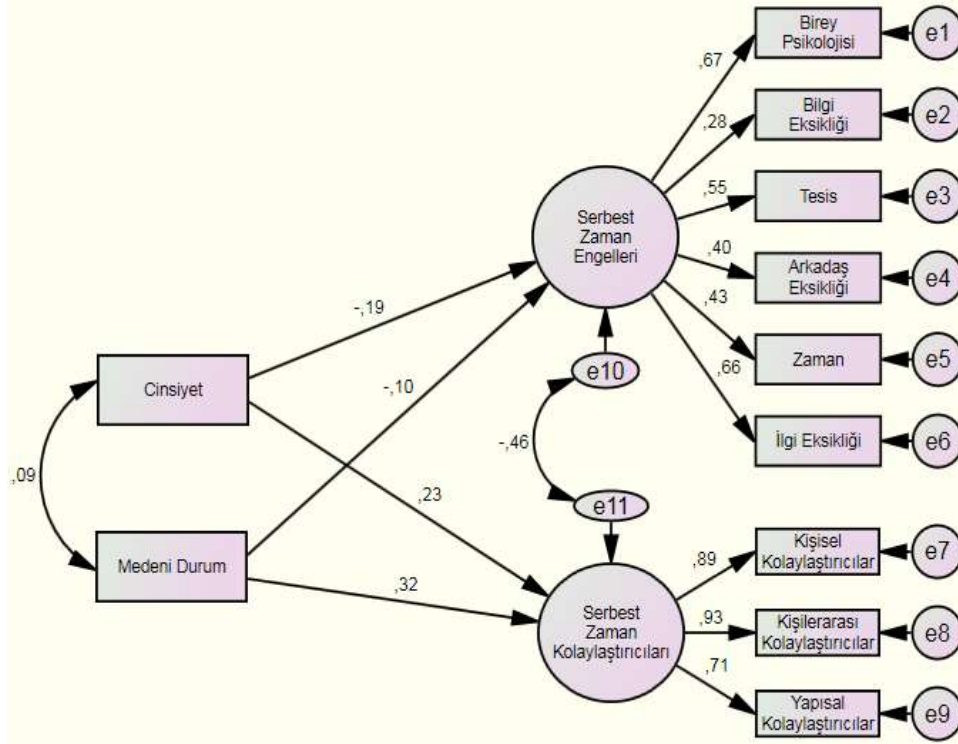 Birey
Psikolojisi
e1
,67
Bilgi
Eksikliği
e2
,28
Tesis
e3
,55
Serbest
Zaman
Engelleri
Arkadaş
Eksikliği
e4
,40
,43
Zaman
e5
-,19
,66
e10
Cinsiyet
-,10
İlgi Eksikliği
e6
-,46
,09
,23
e11
Kişisel
Kolaylaştırıcılar
e7
,89
Medeni Durum
,32
Serbest
Zaman
Kolaylaştırıcıları
,93
Kişilerarası
Kolaylaştırıcılar
e8
,71
Yapısal
Kolaylaştırıcılar
e9